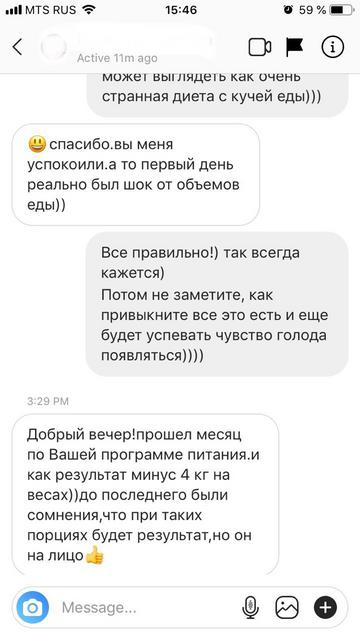 MTS RUS 15:46 59 %
Active 11m ago
может выглядеть как очень
странная диета с кучей еды)))
😃спасибо.вы меня
успокоили.а то первый день
реально был шок от объемов
еды))
Все правильно!) так всегда
кажется)
Потом не заметите, как
привыкните все это есть и еще
будет успевать чувство голода
появляться))))
3:29 PM
Добрый вечер!прошел месяц
по Вашей программе питания.и
как результат минус 4 кг на
весах))до последнего были
сомнения,что при таких
порциях будет результат,но он
на лицо👍
Message...